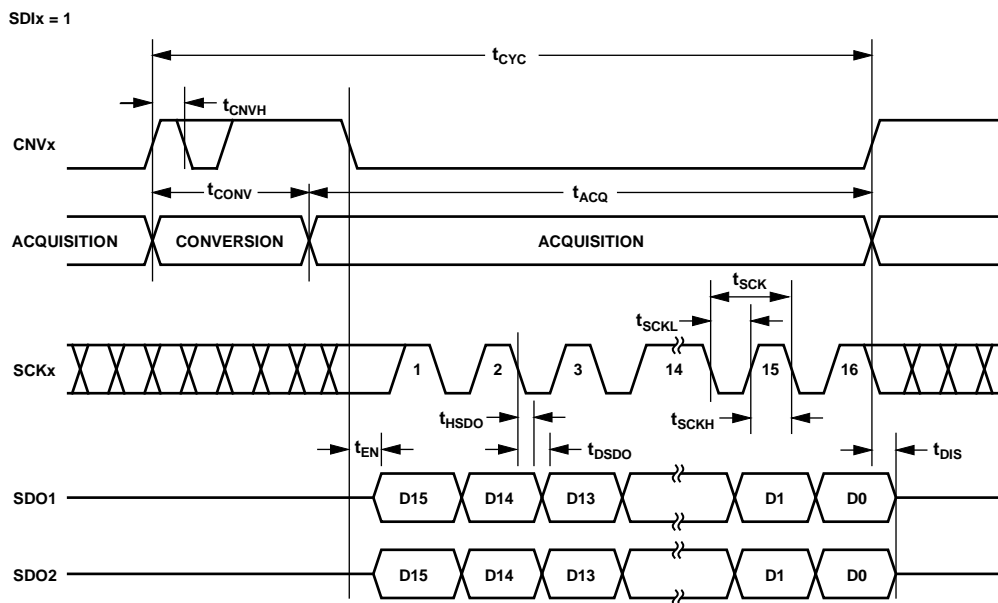 SDIx = 1
tCYC
tCNVH
CNVx
tCONV
tACQ
ACQUISITION
CONVERSION
ACQUISITION
tSCK
tSCKL
SCKx
1
2
3
14
15
16
tHSDO
tSCKH
tEN
tDSDO
tDIS
SDO1
D15
D14
D13
D1
D0
SDO2
D15
D14
D13
D1
D0